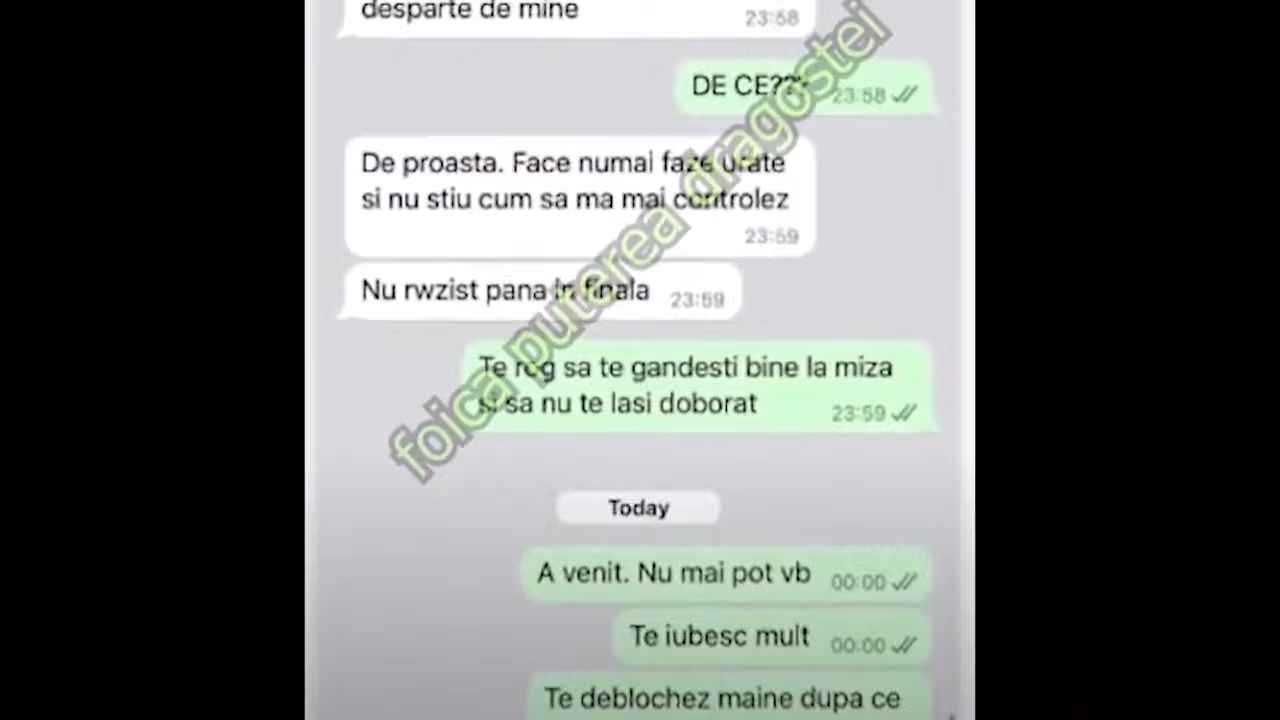 desparte de mine
23:58
DE CE???
23:58
De proasta. Face numai faze urate
si nu stiu cum sa ma mai controlez
23:59
Nu rwzist pana in finala
23:59
Te rog sa te gandesti bine la miza
si sa nu te lasi doborat
23:59
foica puterea dragostei
Today
A venit. Nu mai pot vb
00:00
Te iubesc mult
00:00
Te deblochez maine dupa ce